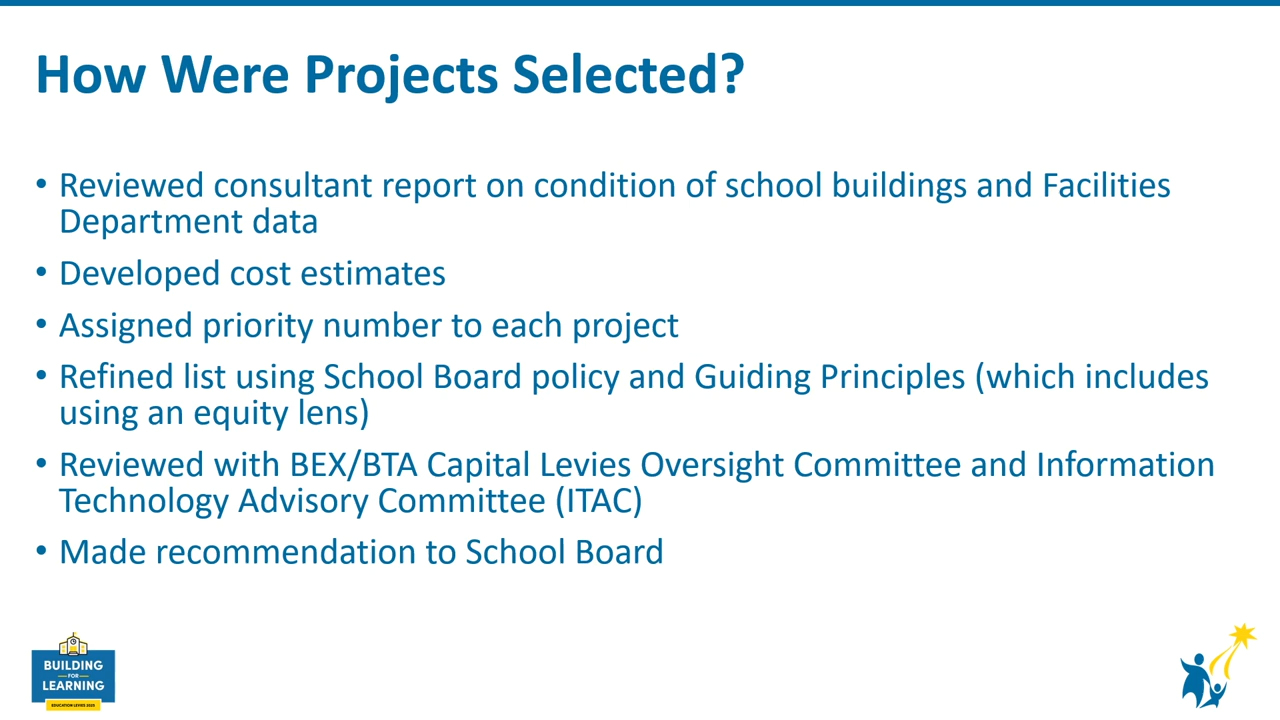 How Were Projects Selected?
• Reviewed consultant report on condition of school buildings and Facilities
Department data
• Developed cost estimates
• Assigned priority number to each project
• Refined list using School Board policy and Guiding Principles (which includes
using an equity lens)
• Reviewed with BEX/BTA Capital Levies Oversight Committee and Information
Technology Advisory Committee (ITAC)
• Made recommendation to School Board
BUILDING
FOR
LEARNING
EDUCATION LEVIES 2025